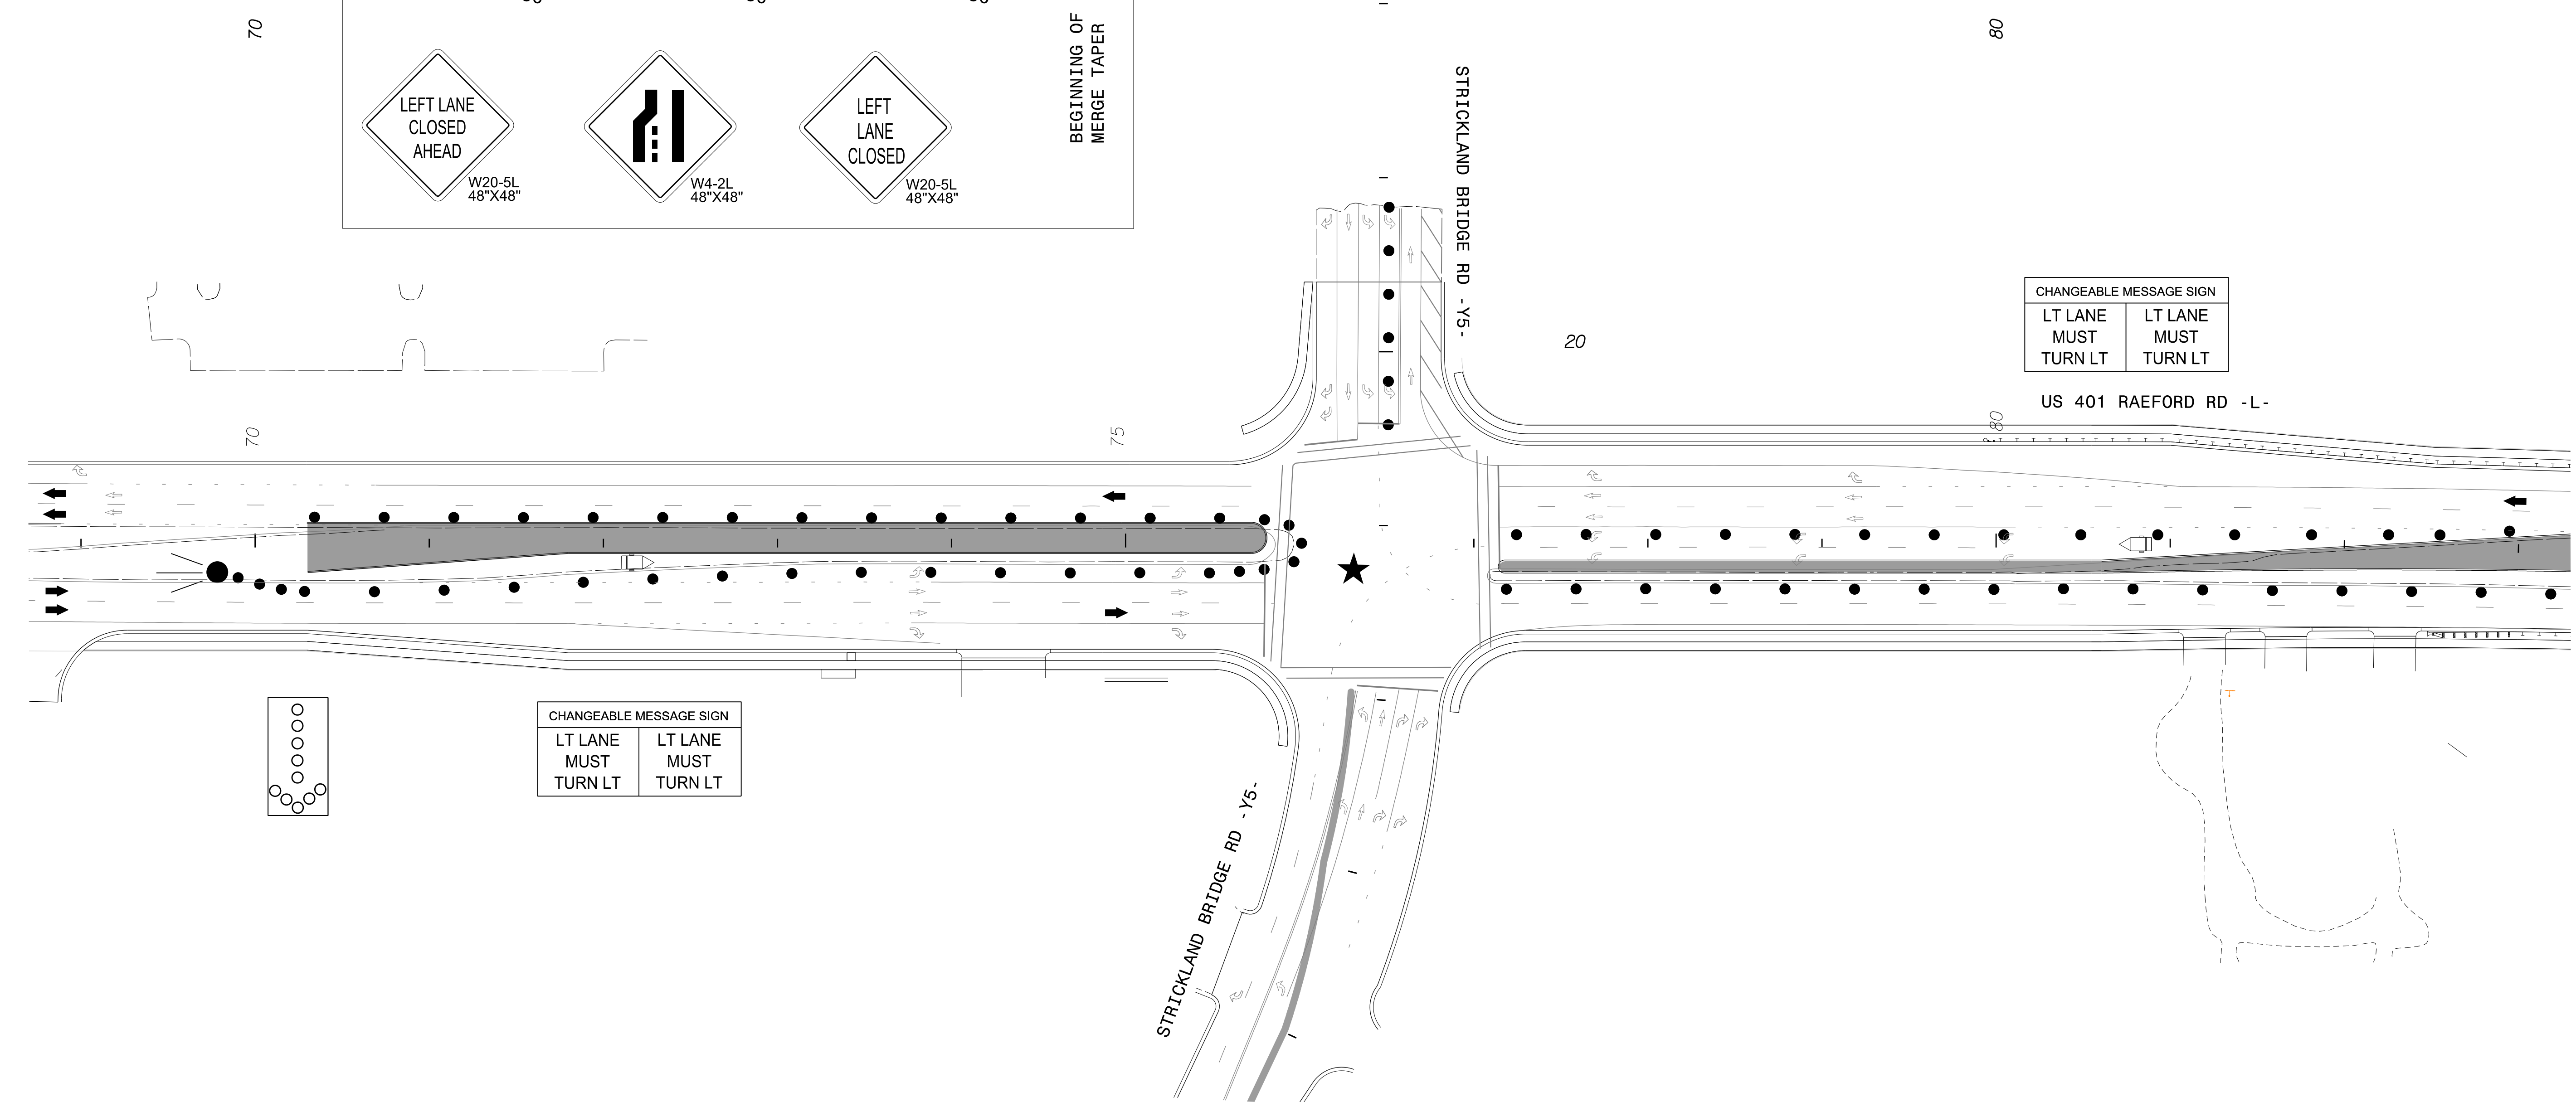 70
80
BEGINNING OF
MERGE TAPER
LEFT LANE
CLOSED
AHEAD
W20-5L
48"X48"
W4-2L
48"X48"
LEFT
LANE
CLOSED
W20-5L
48"X48"
STRICKLAND BRIDGE RD -Y5-
20
CHANGEABLE MESSAGE SIGN
LT LANE LT LANE
MUST MUST
TURN LT TURN LT
US 401 RAEFORD RD -L-
70
75
80
CHANGEABLE MESSAGE SIGN
LT LANE LT LANE
MUST MUST
TURN LT TURN LT
STRICKLAND BRIDGE RD -Y5-